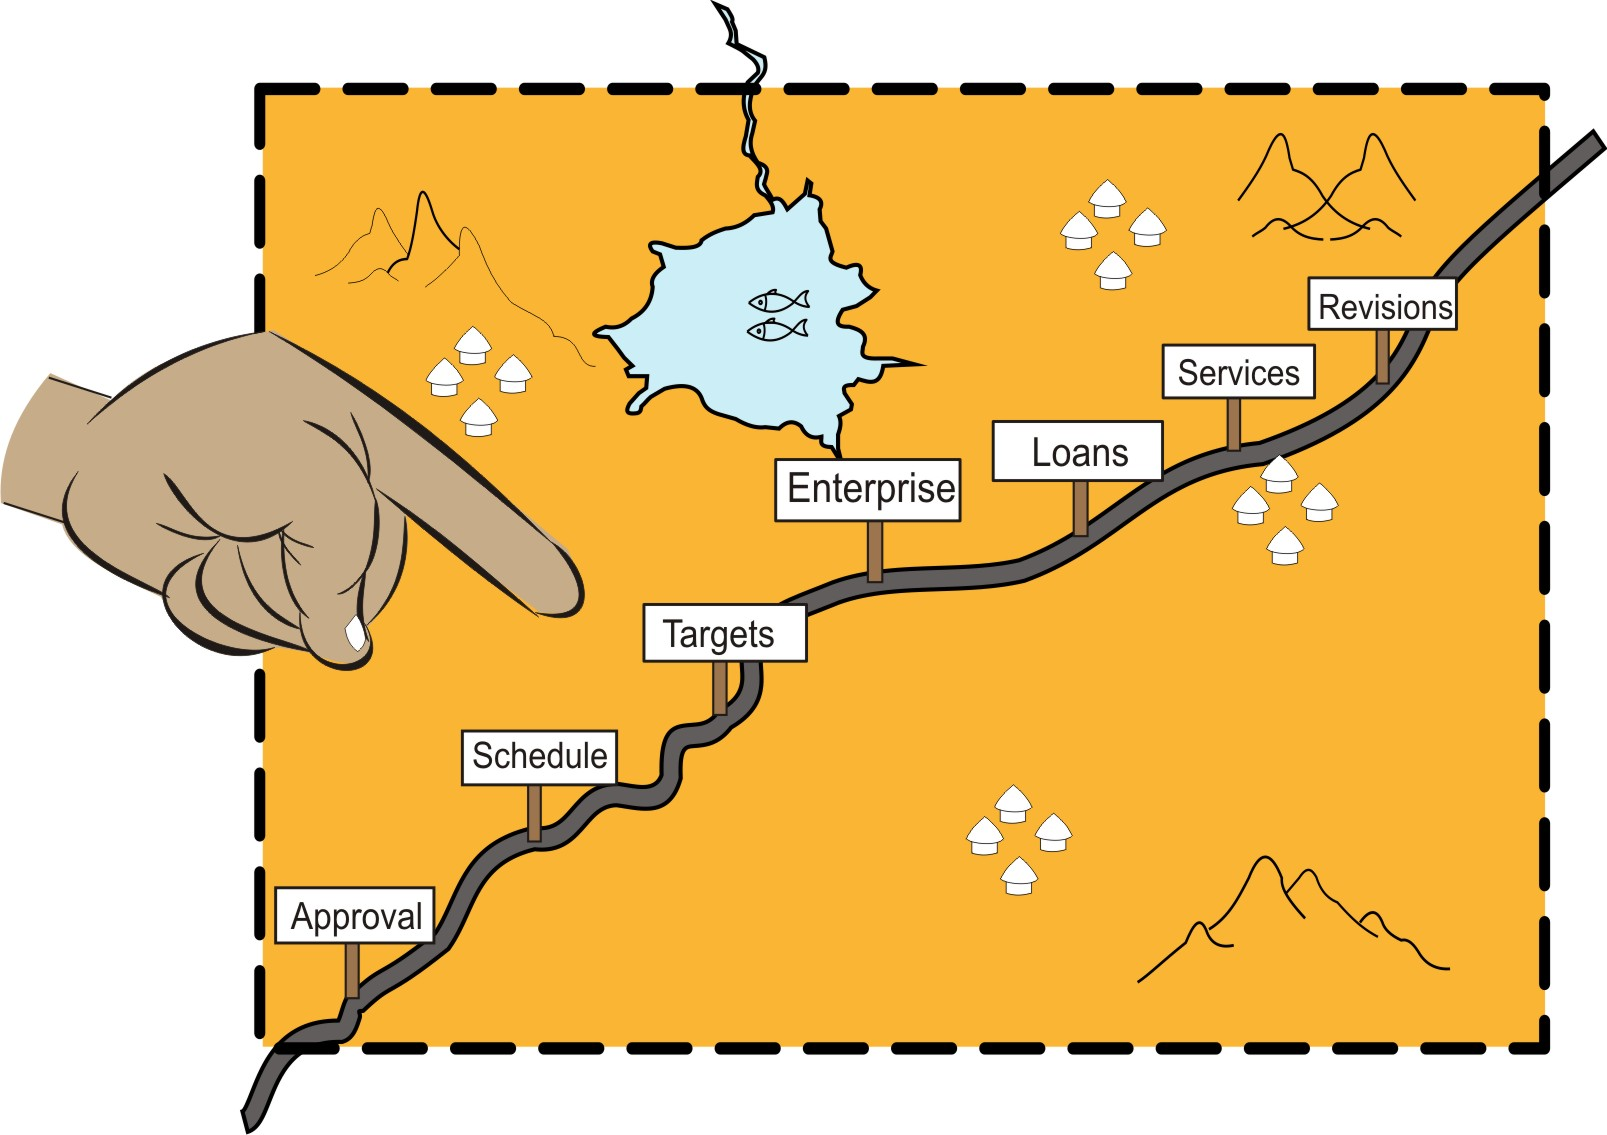 Revisions
Services
Loans
Enterprise
Targets
Schedule
Approval